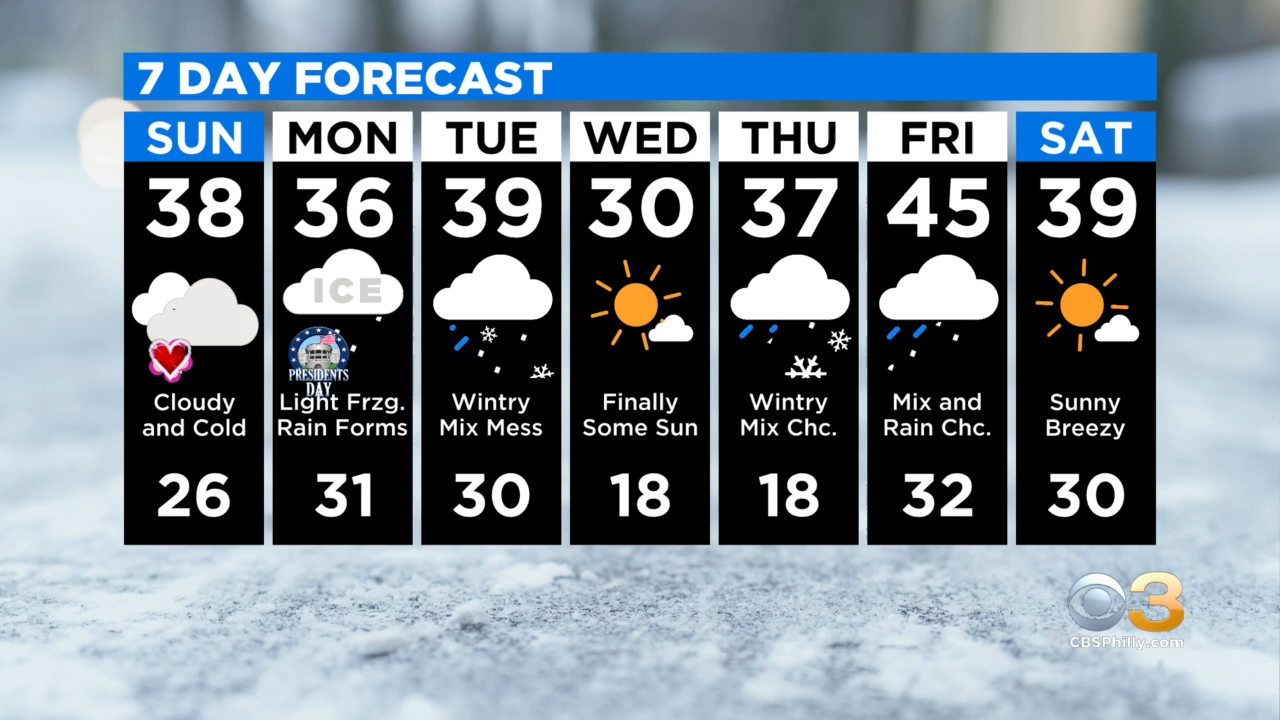 7 DAY FORECAST
SUN
38
Cloudy
and Cold
26
MON
36
ICE
PRESIDENTS
DAY
Light Frzg.
Rain Forms
31
TUE
39
Wintry
Mix Mess
30
WED
30
Finally
Some Sun
18
THU
37
Wintry
Mix Chc.
18
FRI
45
Mix and
Rain Chc.
32
SAT
39
Sunny
Breezy
30
3
CBSPhilly.com